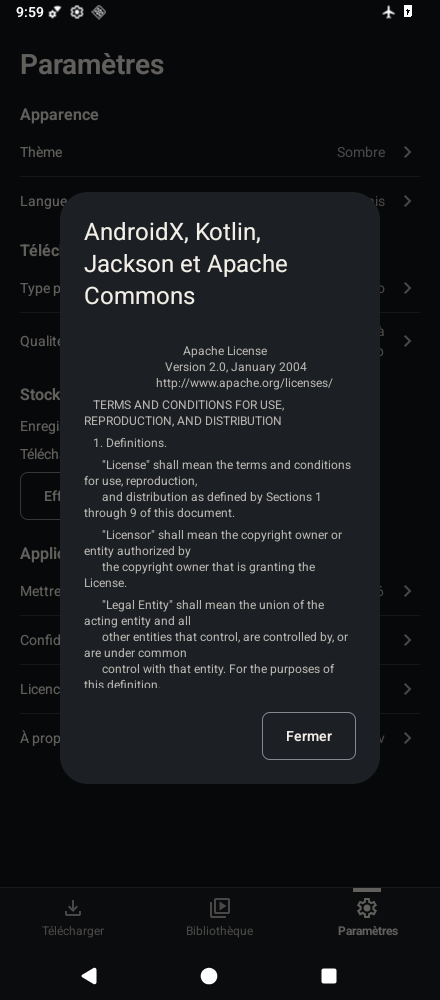 9:59
Paramètres
Apparence
Thème
Sombre
Langue
AndroidX, Kotlin,
Jackson et Apache
Commons
Apache License
Version 2.0, January 2004
http://www.apache.org/licenses/
TERMS AND CONDITIONS FOR USE,
REPRODUCTION, AND DISTRIBUTION
1. Definitions.
"License" shall mean the terms and conditions
for use, reproduction,
and distribution as defined by Sections 1
through 9 of this document.
"Licensor" shall mean the copyright owner or
entity authorized by
the copyright owner that is granting the
License.
"Legal Entity" shall mean the union of the
acting entity and all
other entities that control, are controlled by, or
are under common
control with that entity. For the purposes of
this definition,
Fermer
Télécharger
Bibliothèque
Paramètres